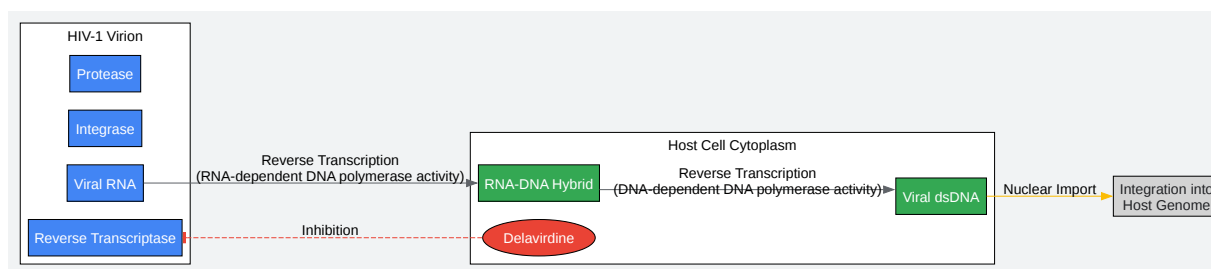 HIV-1 Virion
Protease
Integrase
Viral RNA
Reverse Transcriptase
Reverse Transcription
(RNA-dependent DNA polymerase activity)
Inhibition
Host Cell Cytoplasm
RNA-DNA Hybrid
Reverse Transcription
(DNA-dependent DNA polymerase activity)
Viral dsDNA
Delavirdine
Nuclear Import
Integration into
Host Genome